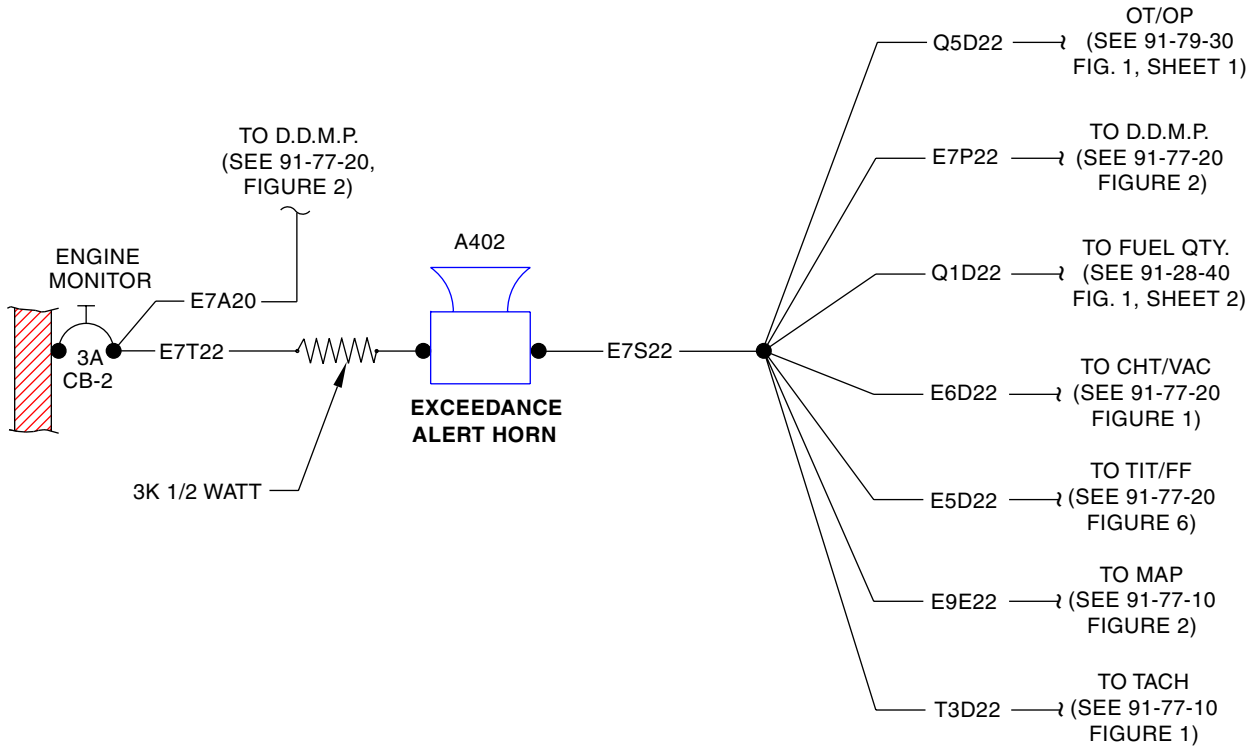 TO D.D.M.P.
(SEE 91-77-20,
FIGURE 2)
ENGINE
MONITOR
3A
CB-2
E7A20
E7T22
3K 1/2 WATT
A402
EXCEEDANCE
ALERT HORN
E7S22
Q5D22
OT/OP
(SEE 91-79-30
FIG. 1, SHEET 1)
E7P22
TO D.D.M.P.
(SEE 91-77-20
FIGURE 2)
Q1D22
TO FUEL QTY.
(SEE 91-28-40
FIG. 1, SHEET 2)
E6D22
TO CHT/VAC
(SEE 91-77-20
FIGURE 1)
E5D22
TO TIT/FF
(SEE 91-77-20
FIGURE 6)
E9E22
TO MAP
(SEE 91-77-10
FIGURE 2)
T3D22
TO TACH
(SEE 91-77-10
FIGURE 1)